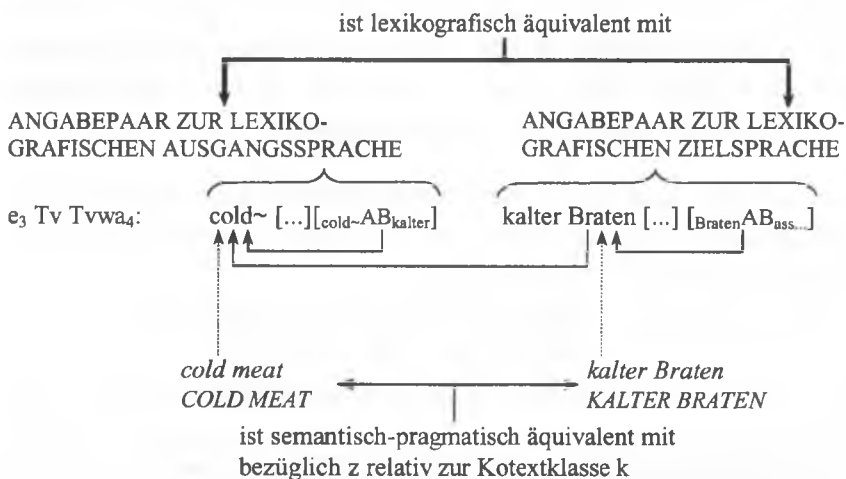 ist lexikografisch äquivalent mit
ANGABEPAAR ZUR LEXIKO-
GRAFISCHEN AUSGANGSSPRACHE
ANGABEPAAR ZUR LEXIKO-
GRAFISCHEN ZIELSPRACHE
e₃ Tv Tvwa₄: cold~ [...][cold~ABkalter] kalter Braten [...] [BratenABass...]
cold meat
COLD MEAT
kalter Braten
KALTER BRATEN
ist semantisch-pragmatisch äquivalent mit
bezüglich z relativ zur Kotextklasse k